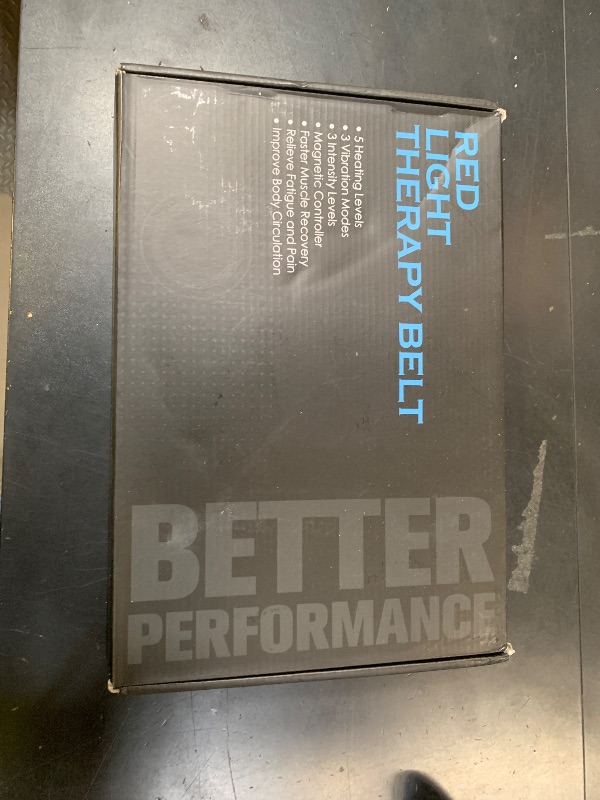 RED
LIGHT
THERAPY BELT
• 5 Heating Levels
• 3 Vibration Modes
• 3 Intensity Levels
• Magnetic Controller
• Faster Muscle Recovery
• Relieve Fatigue and Pain
• Improve Body Circulation
BETTER
PERFORMANCE